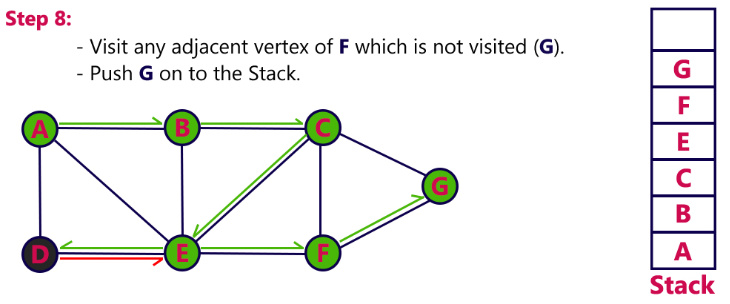 Step 8:
- Visit any adjacent vertex of F which is not visited (G).
- Push G on to the Stack.
A
B
C
G
D
E
F
G
F
E
C
B
A
Stack